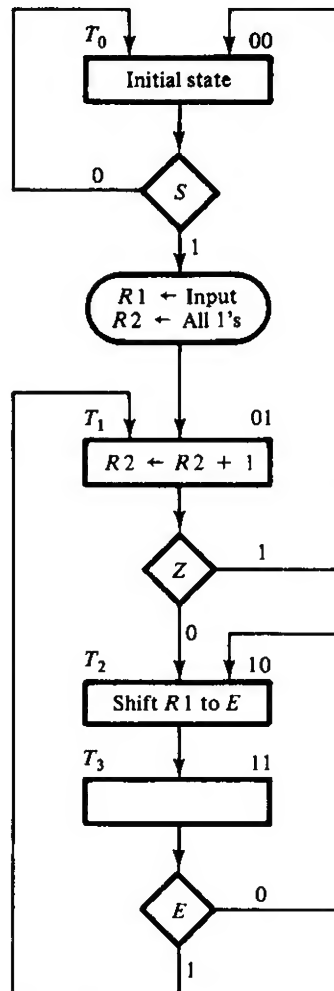 T₀ 00
Initial state
0 S
1
R1 ← Input
R2 ← All 1's
T₁ 01
R2 ← R2 + 1
Z 1
0
T₂ 10
Shift R1 to E
T₃ 11
E 0
1